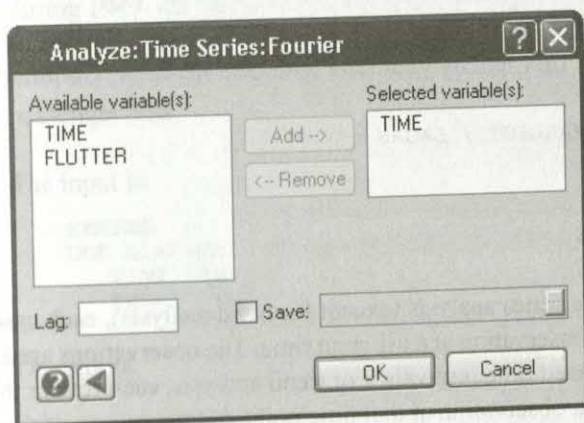 Analyze:Time Series:Fourier
Available variable(s):
Selected variable(s):
TIME
FLUTTER
Add -->
<-- Remove
TIME
Lag:
Save:
OK
Cancel